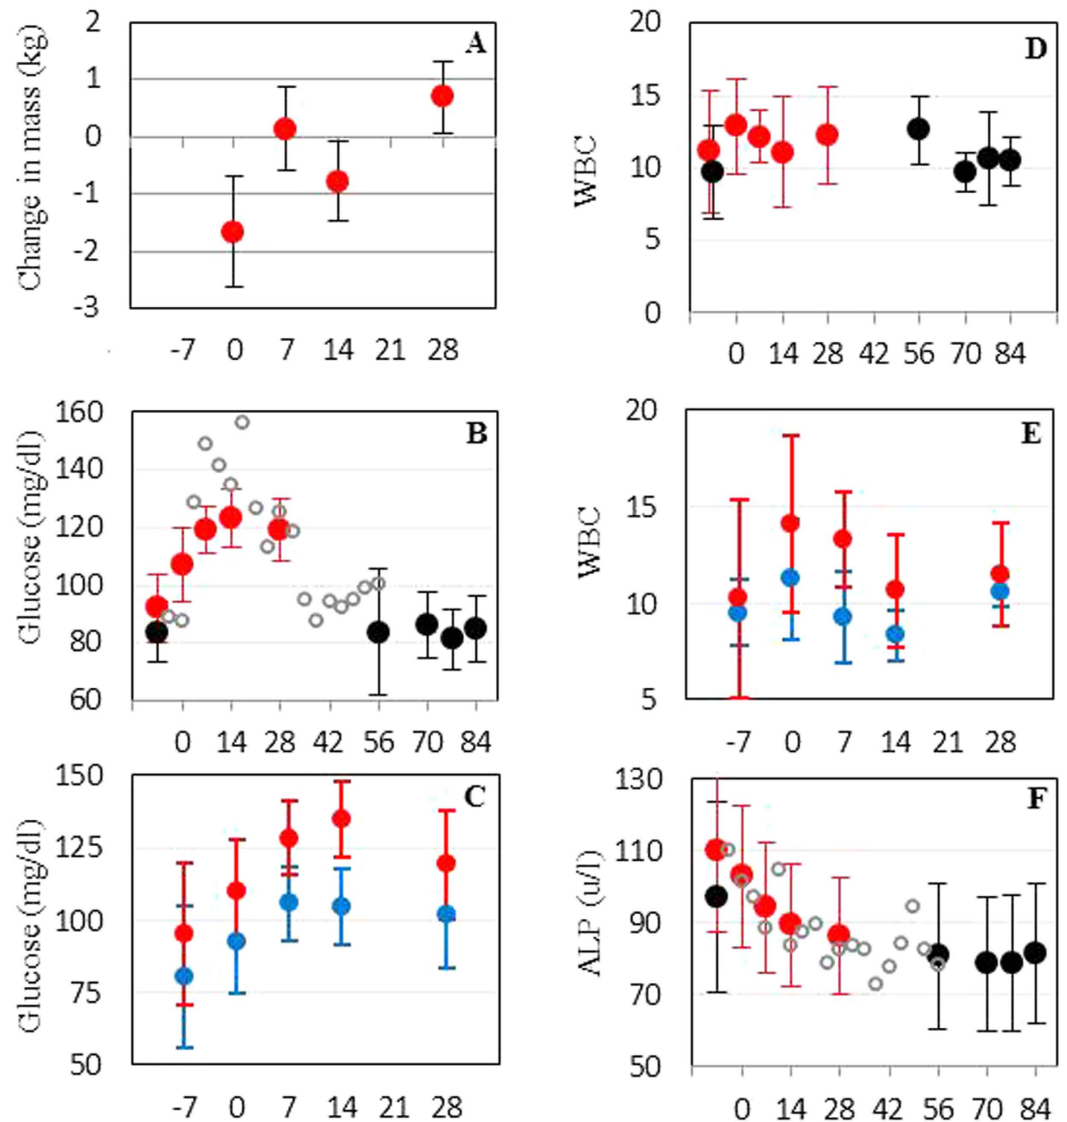 A
Change in mass (kg)
2
1
0
-1
-2
-3
-7 0 7 14 21 28
D
WBC
20
15
10
5
0
0 14 28 42 56 70 84
B
Glucose (mg/dl)
160
140
120
100
80
60
0 14 28 42 56 70 84
E
WBC
20
15
10
5
-7 0 7 14 21 28
C
Glucose (mg/dl)
150
125
100
75
50
-7 0 7 14 21 28
F
ALP (u/l)
130
110
90
70
50
0 14 28 42 56 70 84